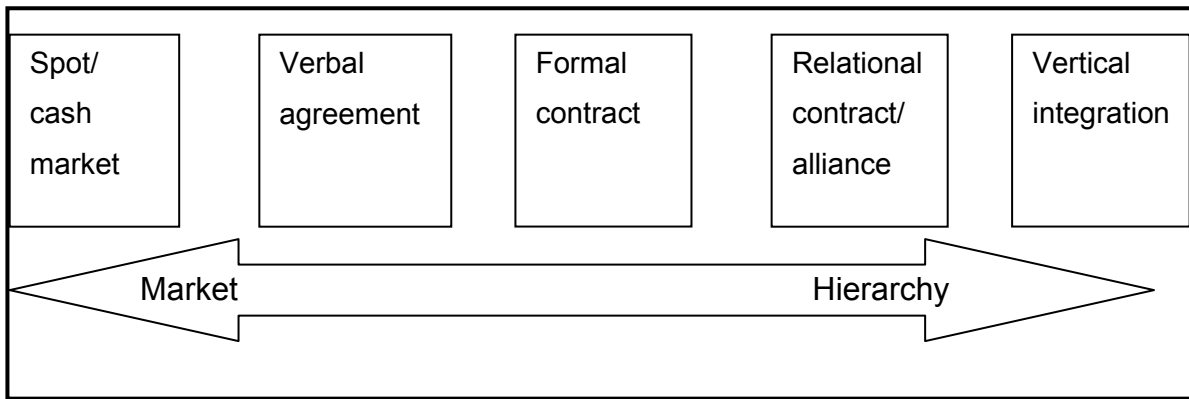 Spot/
cash
market
Verbal
agreement
Formal
contract
Relational
contract/
alliance
Vertical
integration
Market
Hierarchy